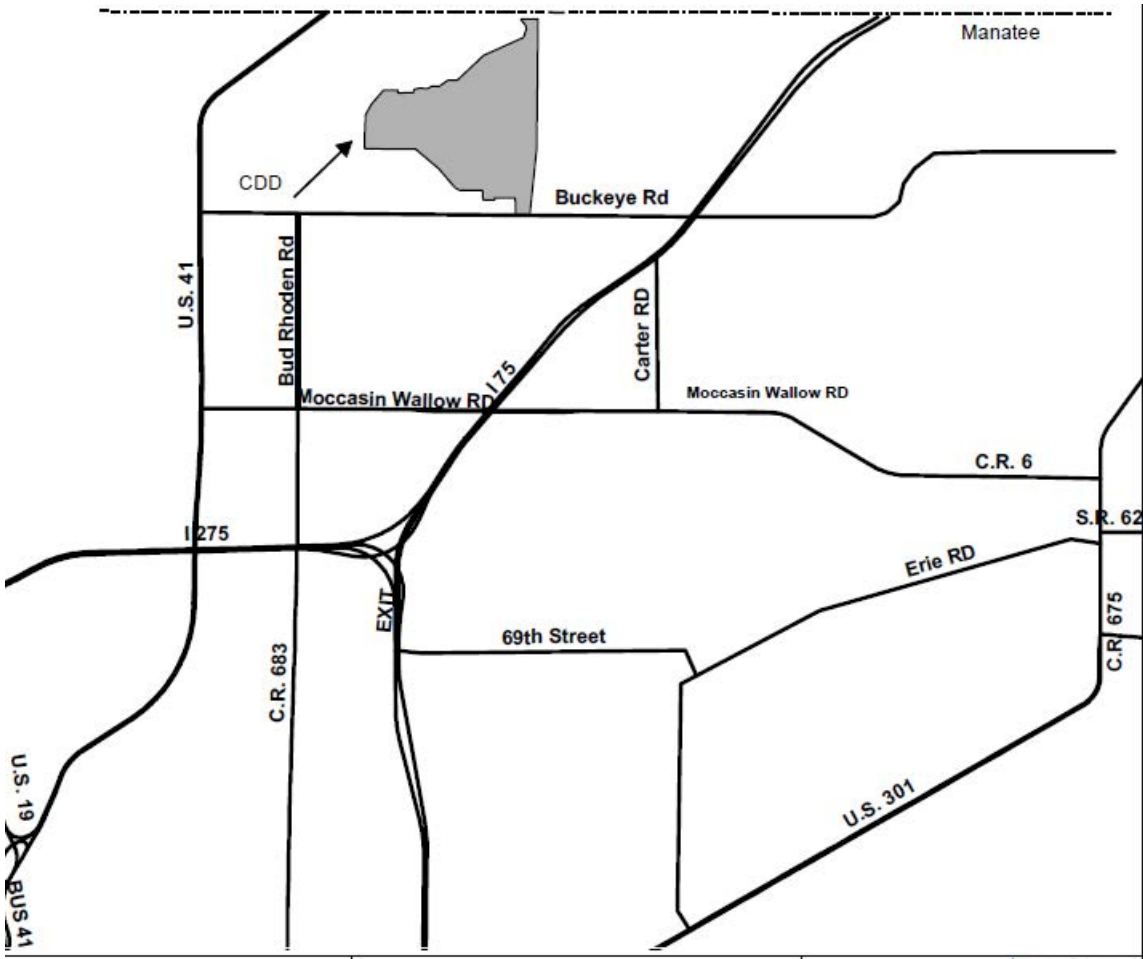 Manatee
CDD
Buckeye Rd
U.S. 41
Bud Rhoden Rd
Carter RD
I 75
Moccasin Wallow RD
Moccasin Wallow RD
C.R. 6
S.R. 62
I 275
Erie RD
EXIT
69th Street
C.R. 675
C.R. 683
U.S. 19
U.S. 301
BUS 41